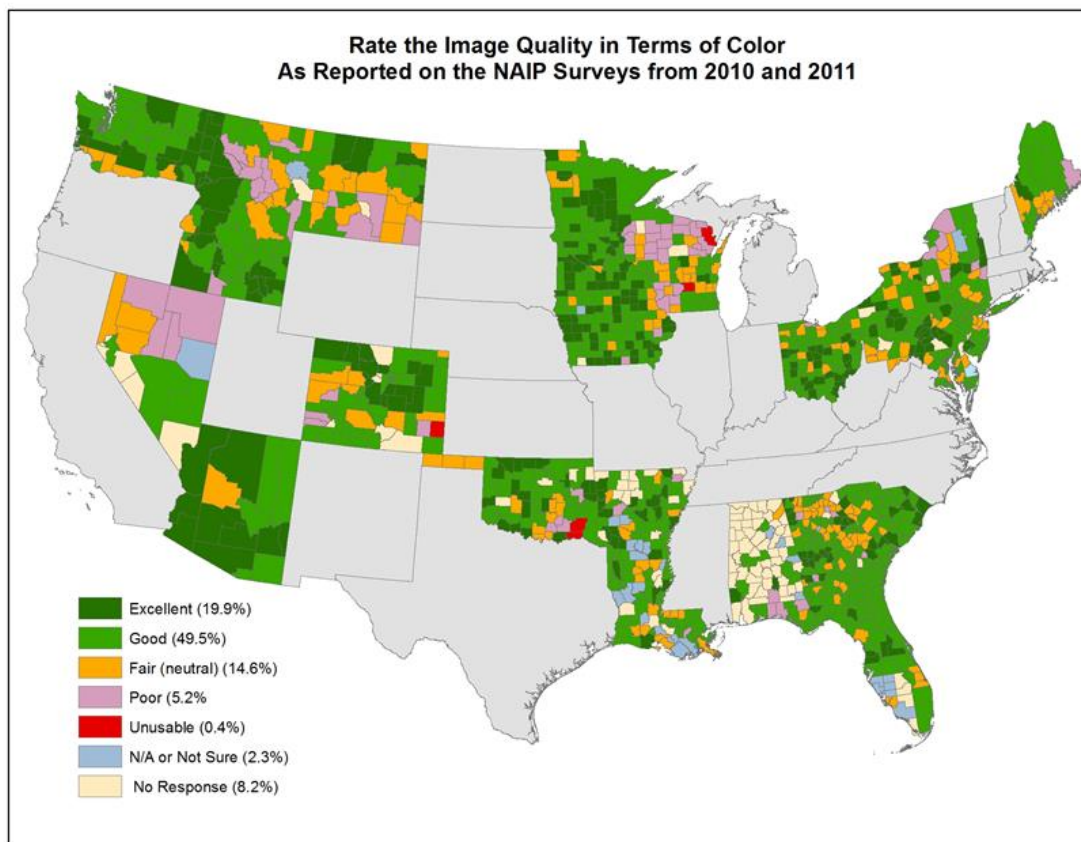 Rate the Image Quality in Terms of Color
As Reported on the NAIP Surveys from 2010 and 2011
Excellent (19.9%)
Good (49.5%)
Fair (neutral) (14.6%)
Poor (5.2%
Unusable (0.4%)
N/A or Not Sure (2.3%)
No Response (8.2%)